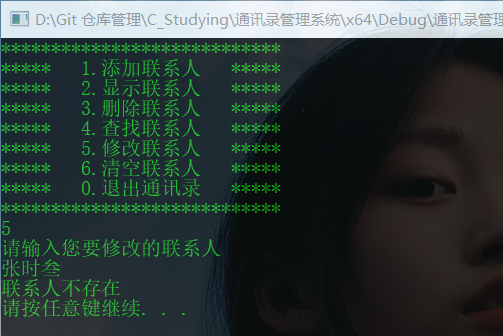 D:\Git 仓库管理\C_Studying\通讯录管理系统\x64\Debug\通讯录管理
****************************
***** 1.添加联系人 *****
***** 2.显示联系人 *****
***** 3.删除联系人 *****
***** 4.查找联系人 *****
***** 5.修改联系人 *****
***** 6.清空联系人 *****
***** 0.退出通讯录 *****
****************************
5
请输入您要修改的联系人
张时叁
联系人不存在
请按任意键继续. . .